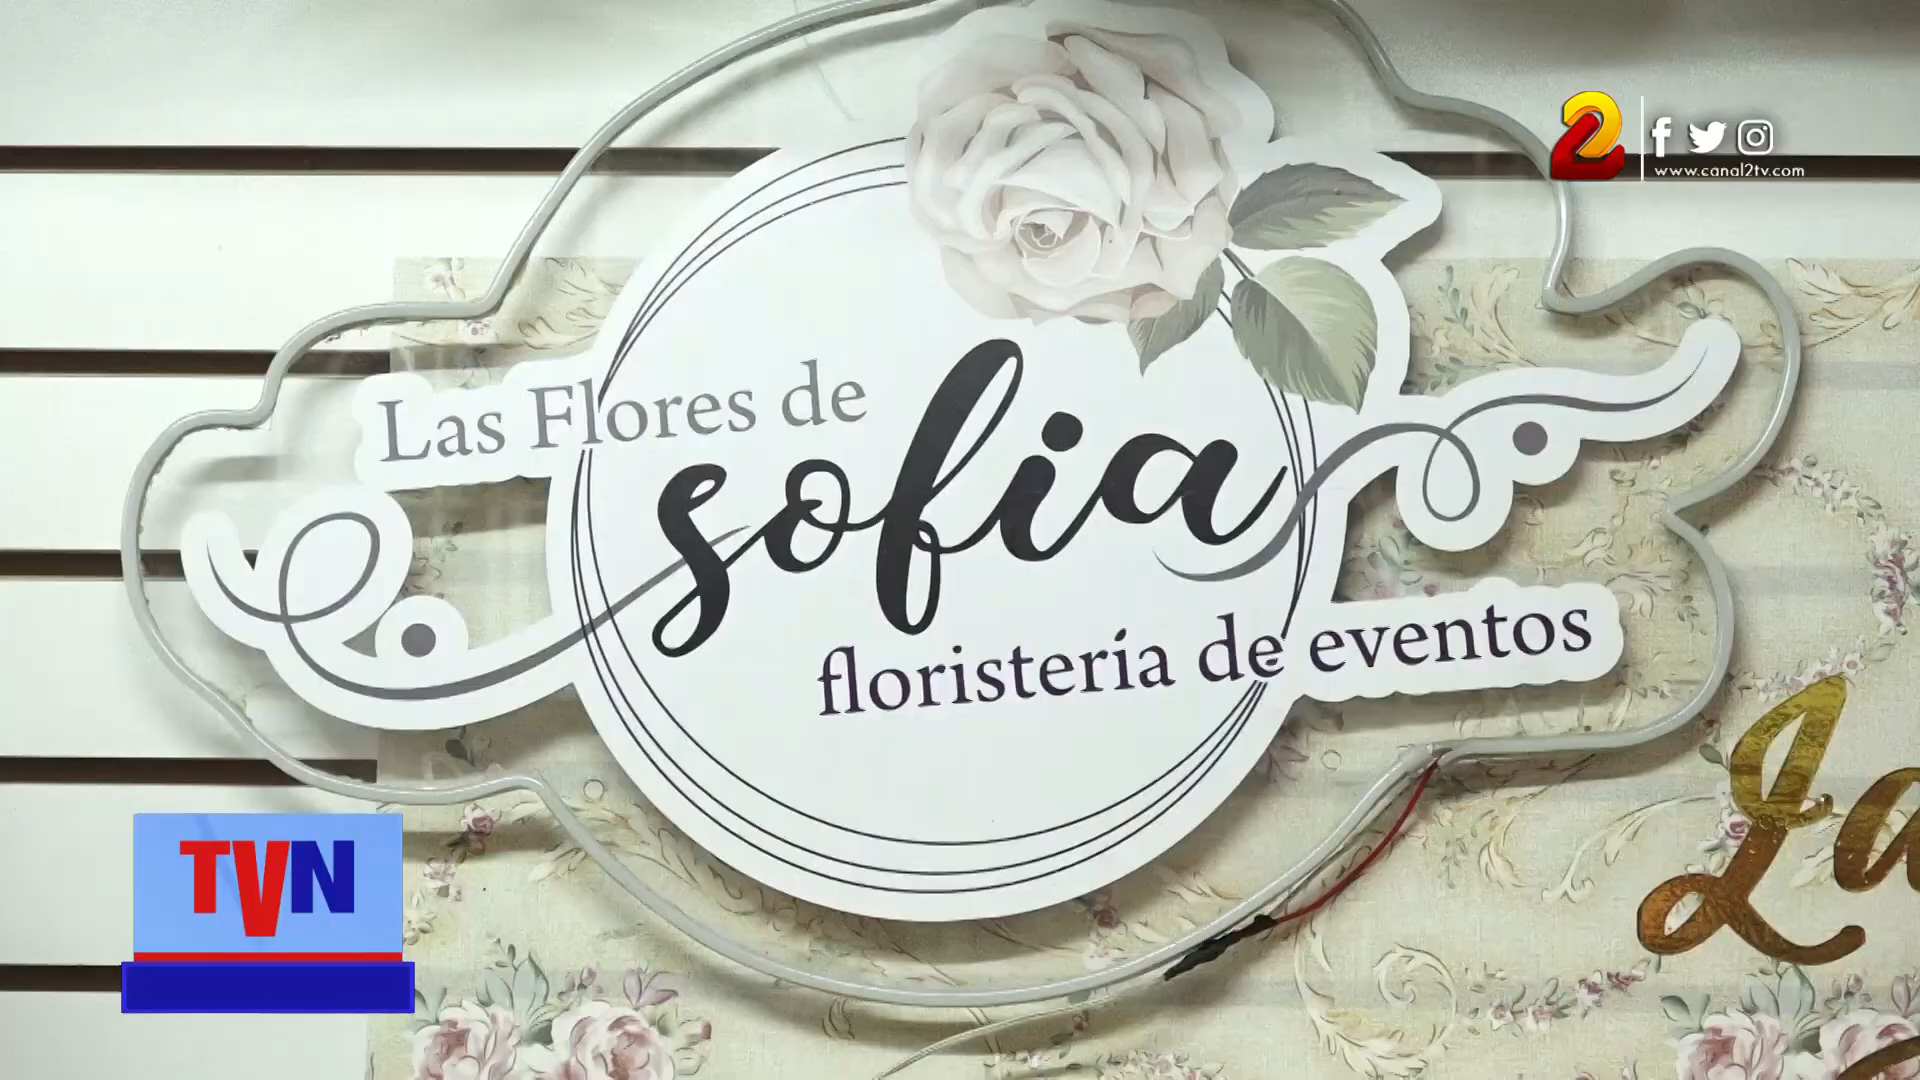 2
www.canal2tv.com
Las Flores de
sofia
floristería de eventos
TVN